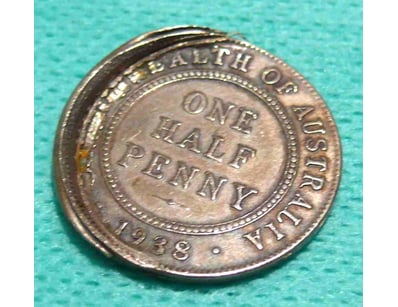 EALTH OF AUSTRALIA
ONE
HALF
PENNY
1938